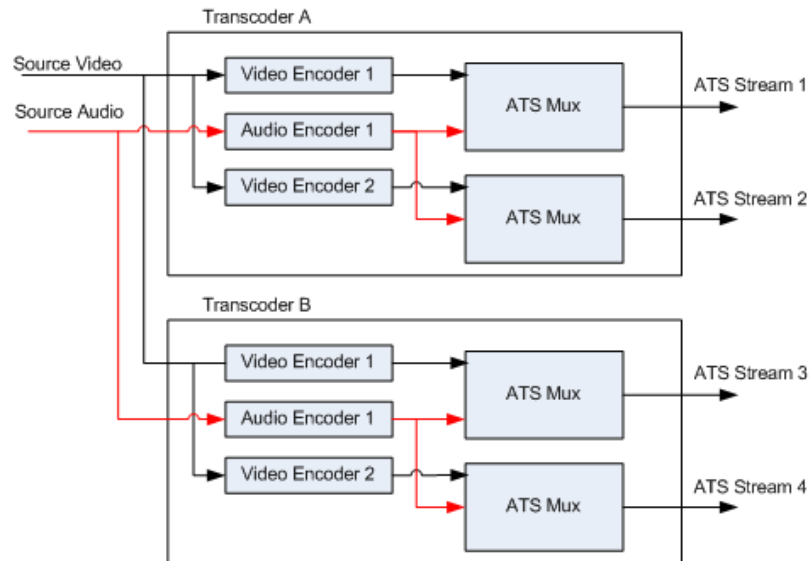 Transcoder A
Source Video
Source Audio
Video Encoder 1
Audio Encoder 1
Video Encoder 2
ATS Mux
ATS Mux
ATS Stream 1
ATS Stream 2
Transcoder B
Video Encoder 1
Audio Encoder 1
Video Encoder 2
ATS Mux
ATS Mux
ATS Stream 3
ATS Stream 4